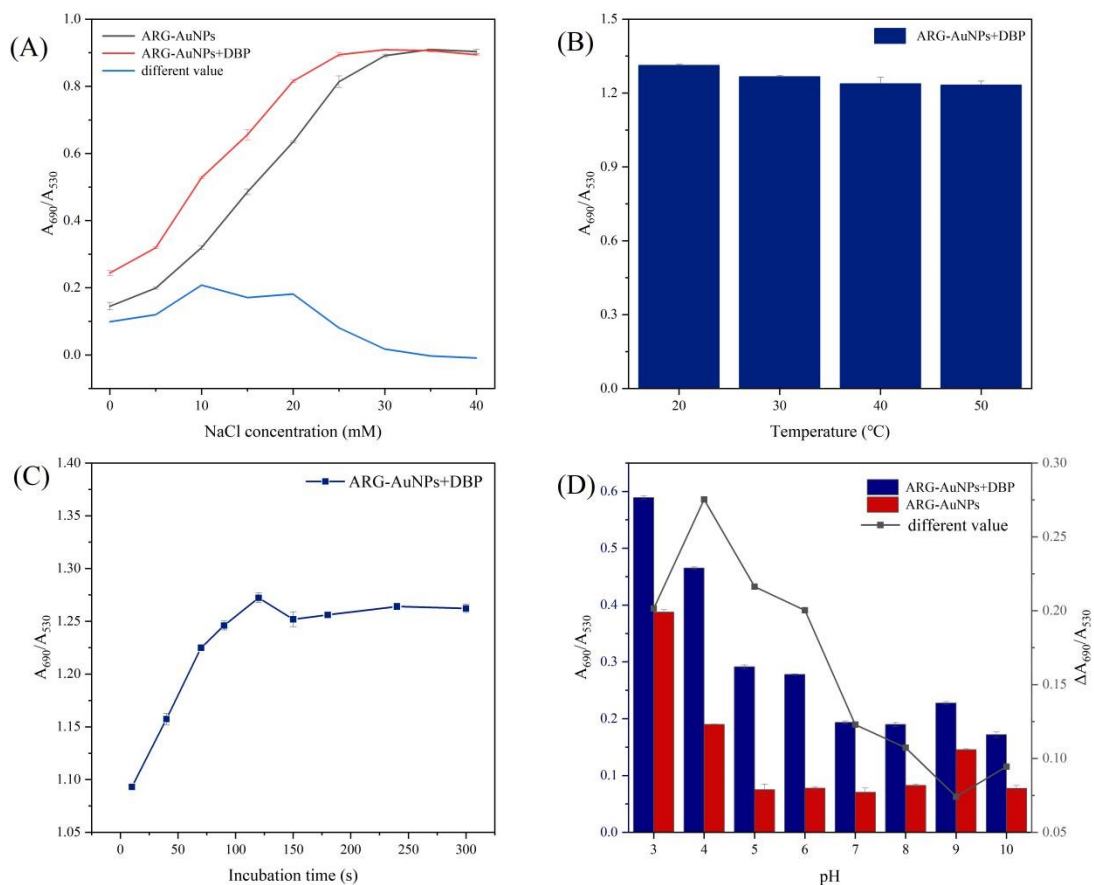 (A)
ARG-AuNPs
ARG-AuNPs+DBP
different value
1.0
0.8
0.6
0.4
0.2
0.0
A690/A530
0 10 20 30 40
NaCl concentration (mM)
(B)
ARG-AuNPs+DBP
1.5
1.2
0.9
0.6
0.3
0.0
A690/A530
20 30 40 50
Temperature (℃)
(C)
ARG-AuNPs+DBP
1.40
1.35
1.30
1.25
1.20
1.15
1.10
1.05
A690/A530
0 50 100 150 200 250 300
Incubation time (s)
(D)
ARG-AuNPs+DBP
ARG-AuNPs
different value
0.6
0.5
0.4
0.3
0.2
0.1
0.0
A690/A530
0.30
0.25
0.20
0.15
0.10
0.05
ΔA690/A530
3 4 5 6 7 8 9 10
pH